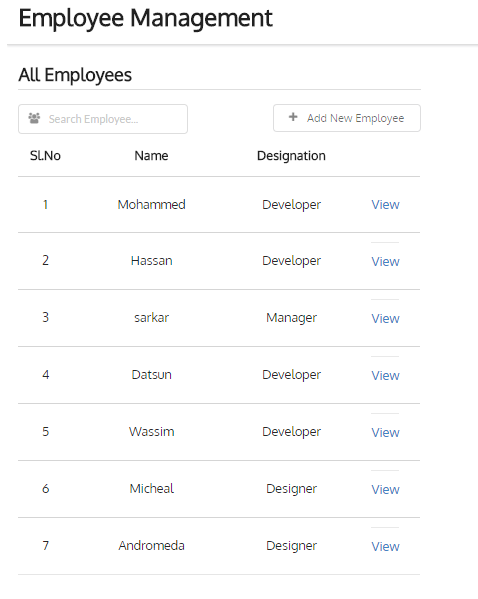 Employee Management
All Employees
Search Employee... Add New Employee
Sl.No Name Designation
1 Mohammed Developer View
2 Hassan Developer View
3 sarkar Manager View
4 Datsun Developer View
5 Wassim Developer View
6 Micheal Designer View
7 Andromeda Designer View